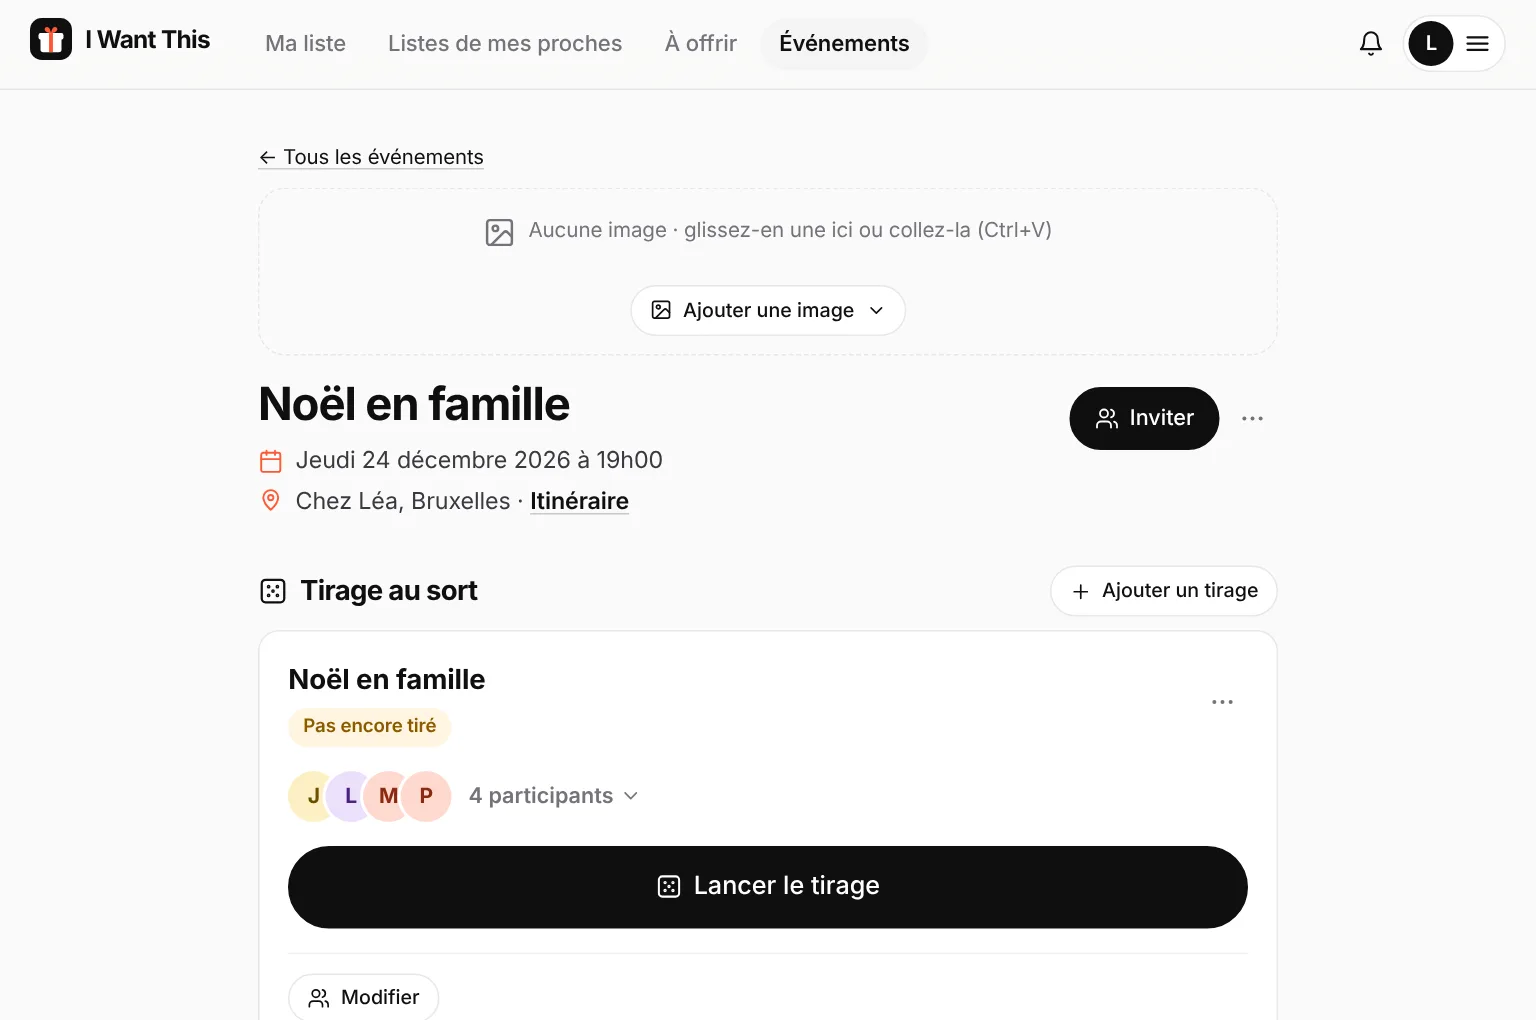 I Want This
Ma liste
Listes de mes proches
À offrir
Événements
L
← Tous les événements
Aucune image · glissez-en une ici ou collez-la (Ctrl+V)
Ajouter une image
Noël en famille
Inviter
Jeudi 24 décembre 2026 à 19h00
Chez Léa, Bruxelles · Itinéraire
Tirage au sort
+ Ajouter un tirage
Noël en famille
Pas encore tiré
J L M P 4 participants
Lancer le tirage
Modifier